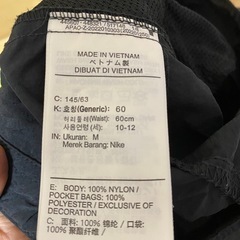 MADE IN VIETNAM
ベトナム製
DIBUAT DI VIETNAM
C: 145/63
K: 호칭(Generic): 60
허리둘레(Waist): 60cm
사용연령(세): 10-12
IN: Ukuran: M
Merek Barang: Nike
E: BODY: 100% NYLON /
POCKET BAGS: 100%
POLYESTER / EXCLUSIVE OF
DECORATION
C: 面料: 100% 锦纶 / 口袋:
100% 聚酯纤维 /